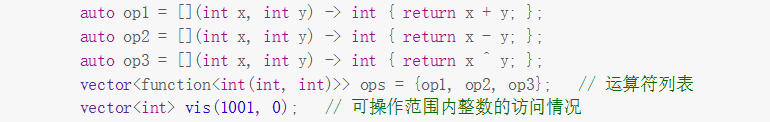 auto op1 = [](int x, int y) -> int { return x + y; };
auto op2 = [](int x, int y) -> int { return x - y; };
auto op3 = [](int x, int y) -> int { return x ^ y; };
vector<function<int(int, int)>> ops = {op1, op2, op3};   // 运算符列表
vector<int> vis(1001, 0);   // 可操作范围内整数的访问情况